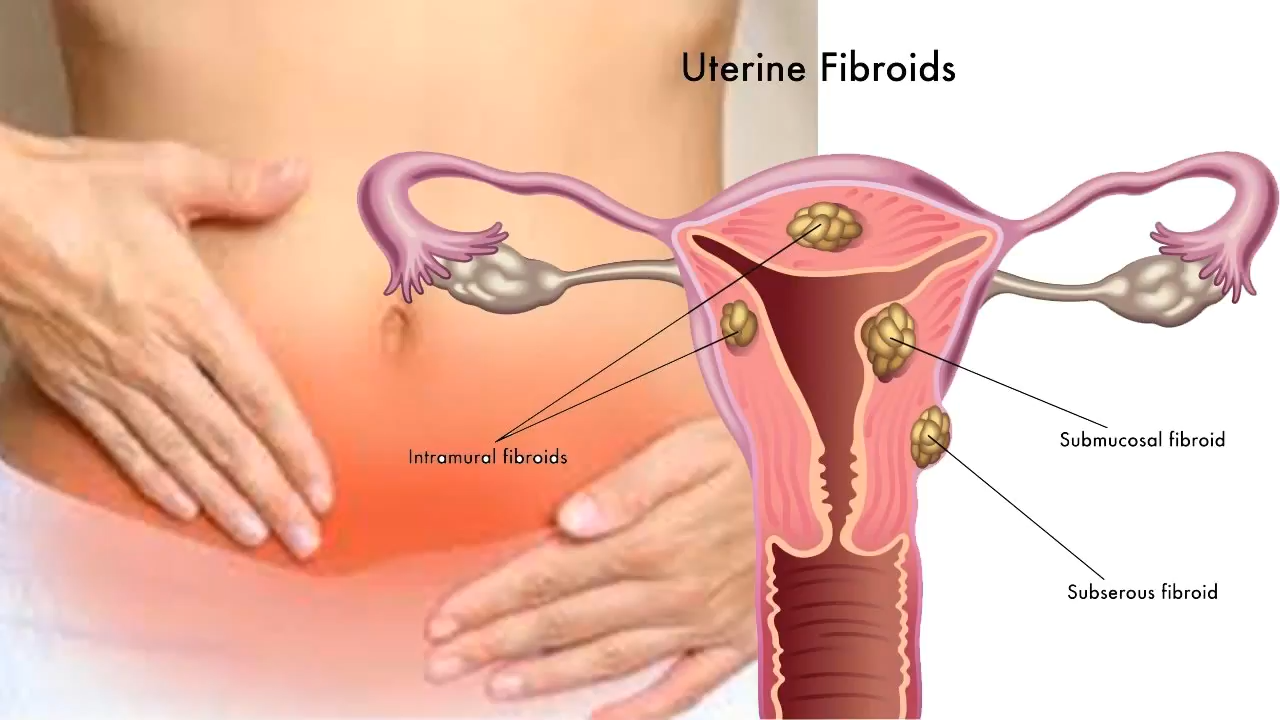 Uterine Fibroids
Intramural fibroids
Submucosal fibroid
Subserous fibroid